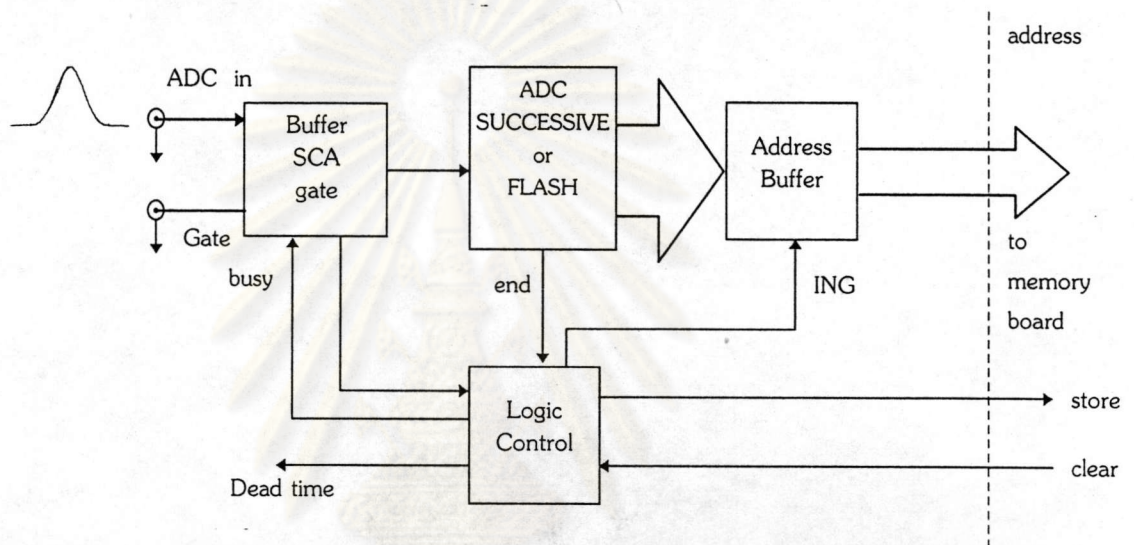 address
ADC in
Buffer
SCA
gate
ADC
SUCCESSIVE
or
FLASH
Address
Buffer
Gate
busy
end
ING
to
memory
board
Logic
Control
store
clear
Dead time